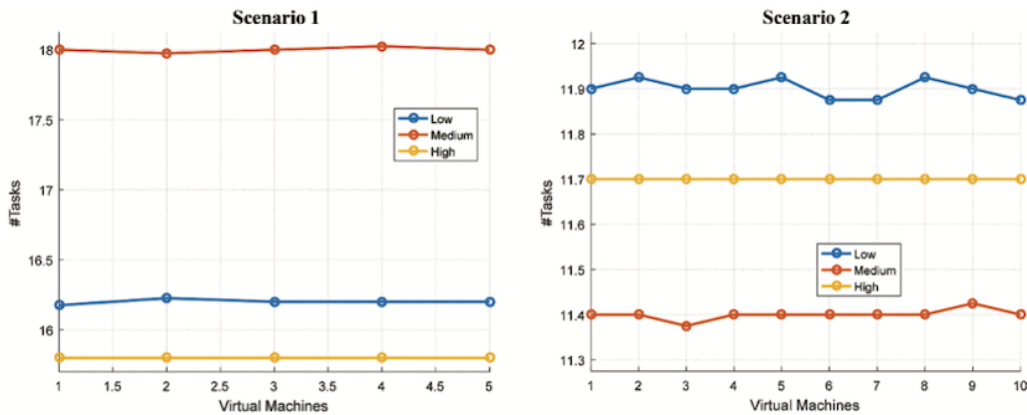 Scenario 1
18
17.5
17
16.5
16
#Tasks
Low
Medium
High
1 1.5 2 2.5 3 3.5 4 4.5 5
Virtual Machines
Scenario 2
12
11.9
11.8
11.7
11.6
11.5
11.4
11.3
#Tasks
Low
Medium
High
1 2 3 4 5 6 7 8 9 10
Virtual Machines